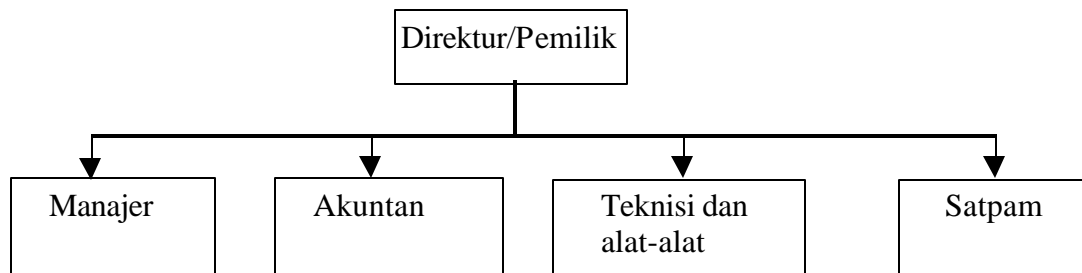 Direktur/Pemilik
Manajer
Akuntan
Teknisi dan
alat-alat
Satpam